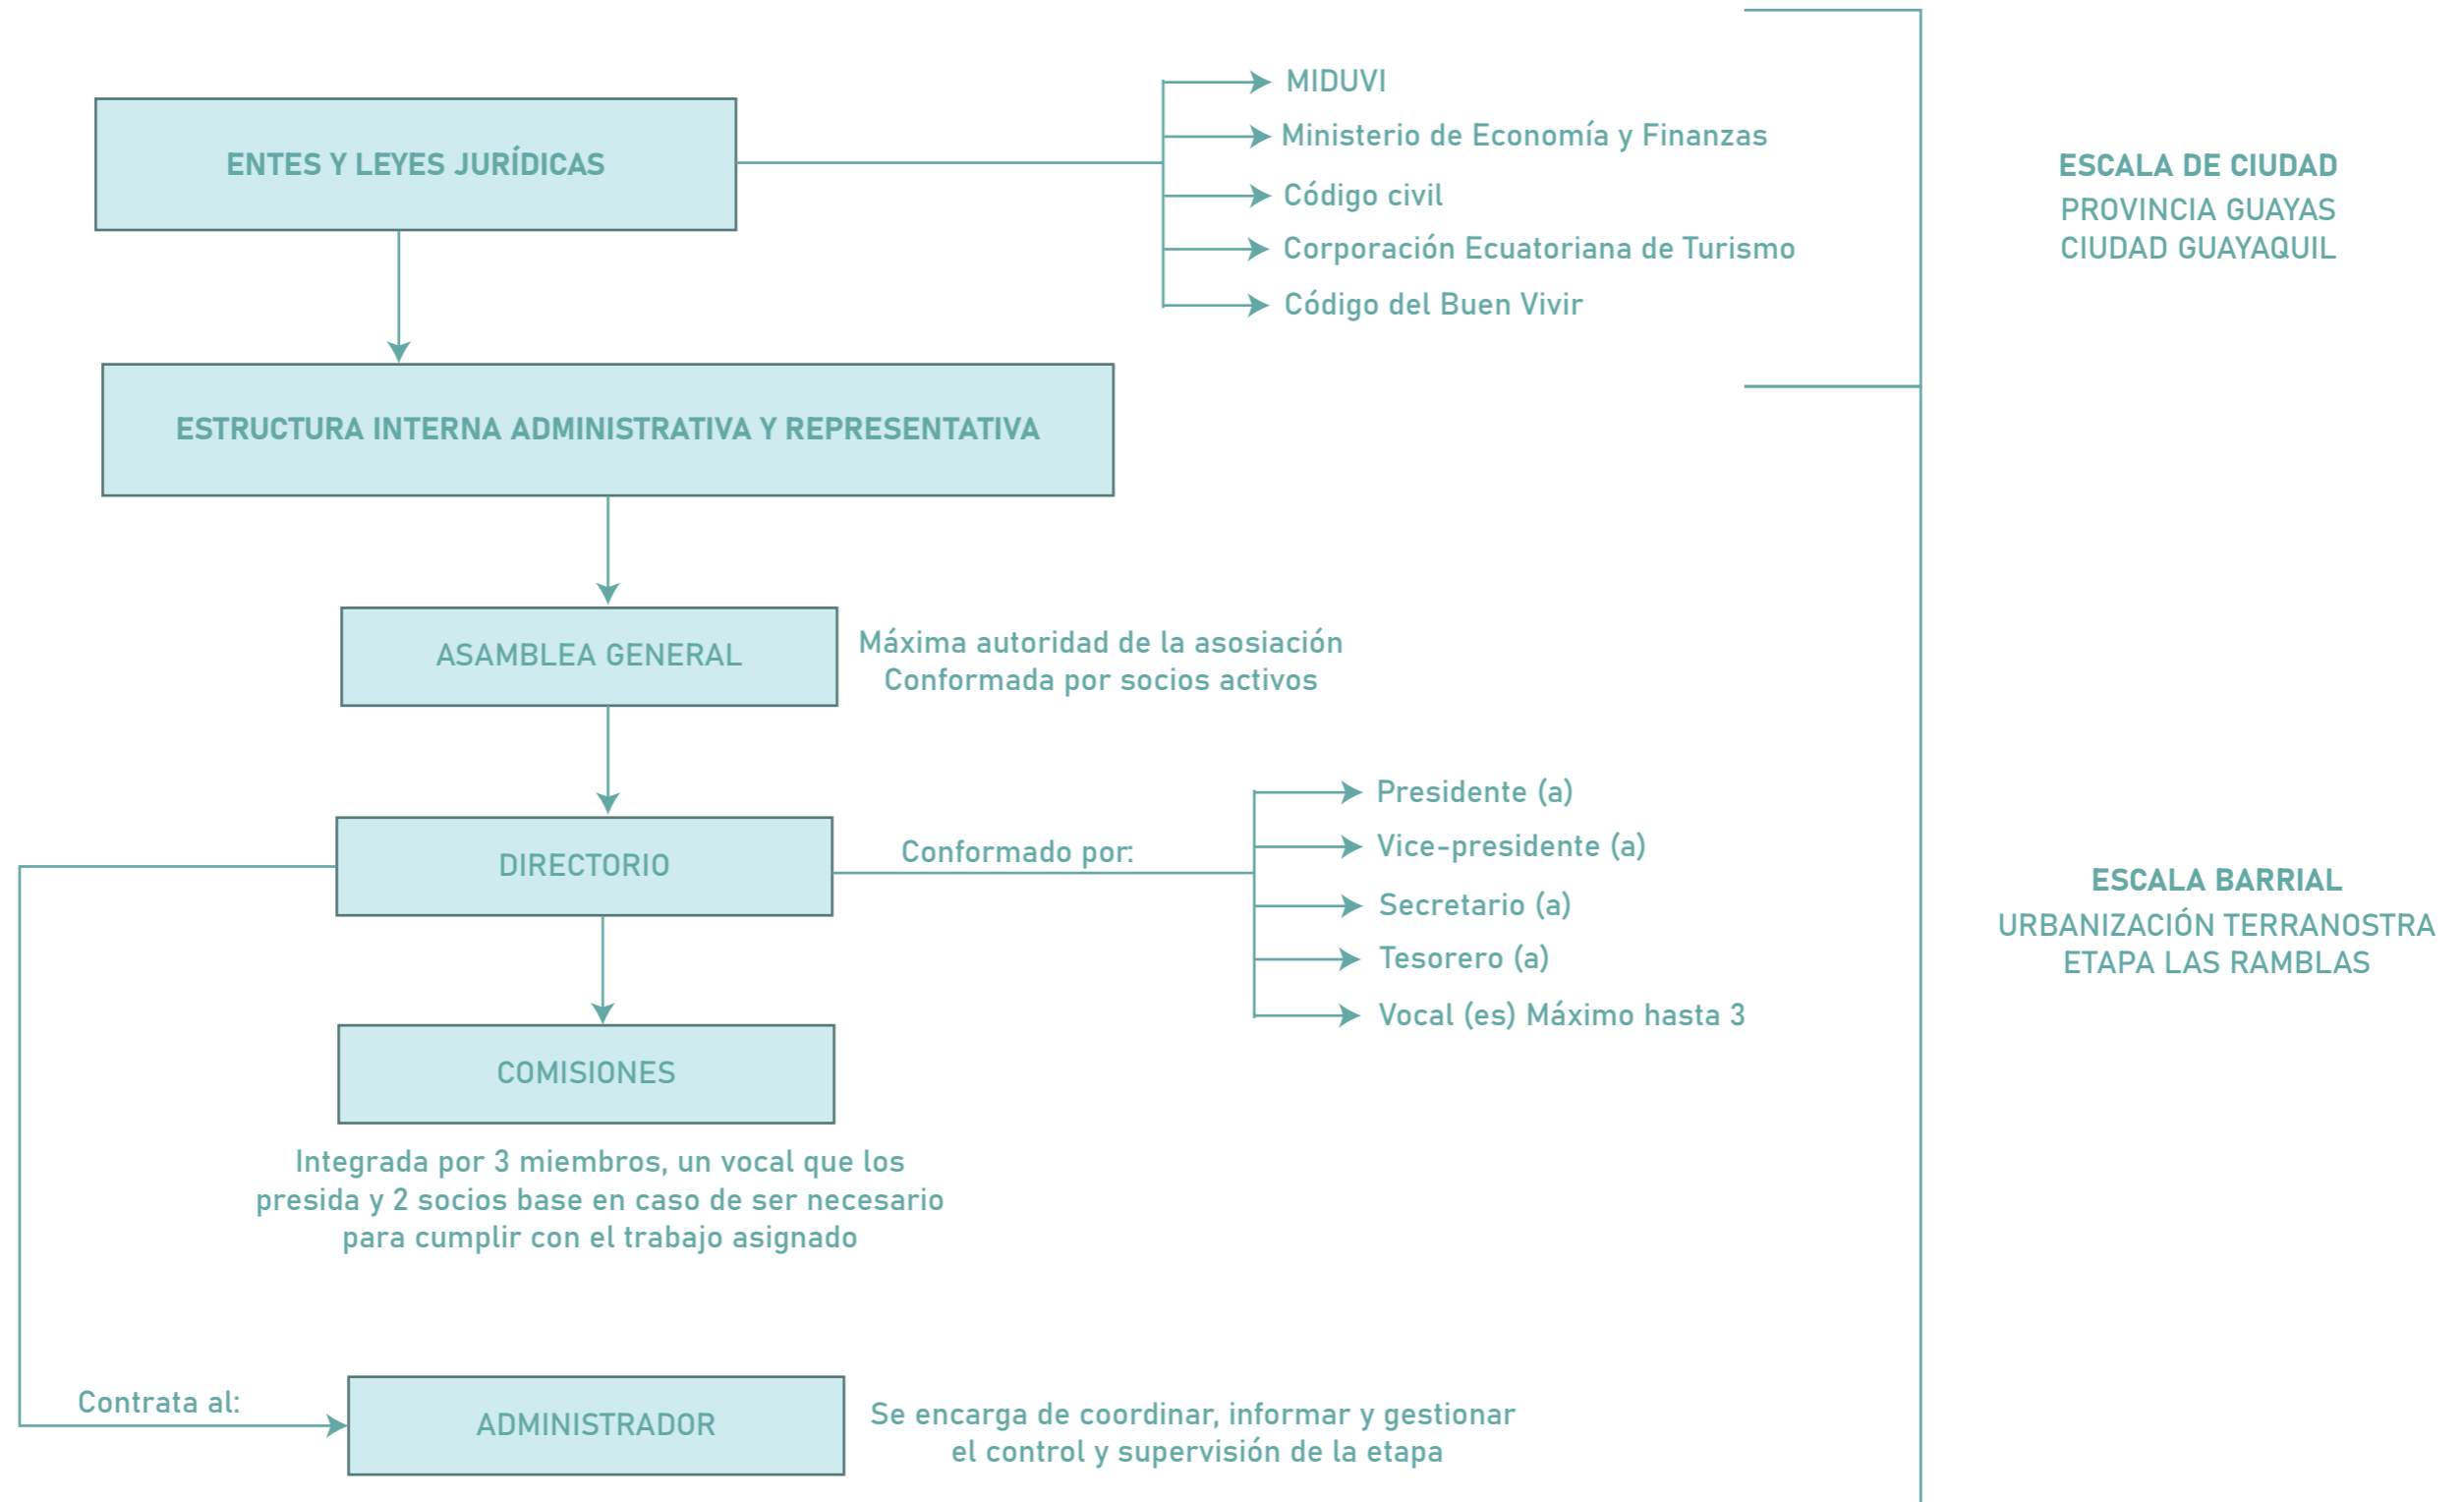 MIDUVI
ENTES Y LEYES JURÍDICAS
Ministerio de Economía y Finanzas
Código civil
Corporación Ecuatoriana de Turismo
Código del Buen Vivir
ESCALA DE CIUDAD
PROVINCIA GUAYAS
CIUDAD GUAYAQUIL
ESTRUCTURA INTERNA ADMINISTRATIVA Y REPRESENTATIVA
ASAMBLEA GENERAL
Máxima autoridad de la asosiación
Conformada por socios activos
DIRECTORIO
Conformado por:
Presidente (a)
Vice-presidente (a)
Secretario (a)
Tesorero (a)
Vocal (es) Máximo hasta 3
ESCALA BARRIAL
URBANIZACIÓN TERRANOSTRA
ETAPA LAS RAMBLAS
COMISIONES
Integrada por 3 miembros, un vocal que los
presida y 2 socios base en caso de ser necesario
para cumplir con el trabajo asignado
Contrata al:
ADMINISTRADOR
Se encarga de coordinar, informar y gestionar
el control y supervisión de la etapa